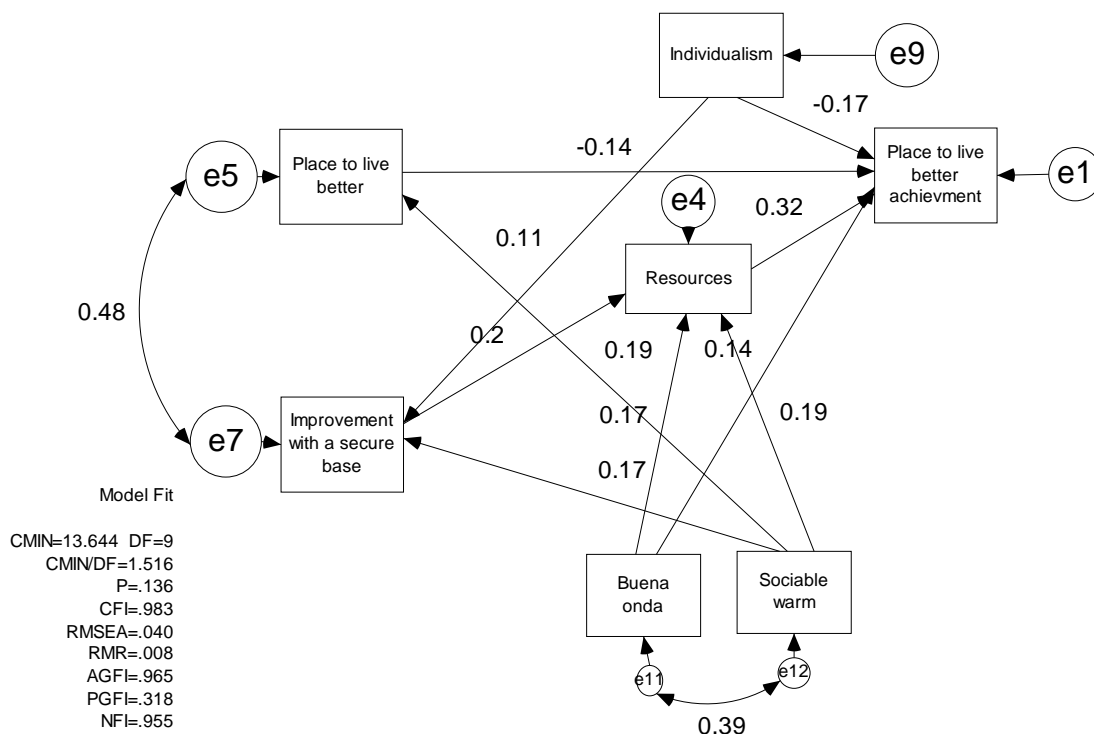 Individualism
e9
-0.17
Place to live
better
achievment
e1
e5
Place to live
better
-0.14
e4
0.32
0.11
Resources
0.48
0.2
0.19
0.14
0.17
0.19
e7
Improvement
with a secure
base
0.17
Model Fit
CMIN=13.644 DF=9
CMIN/DF=1.516
P=.136
CFI=.983
RMSEA=.040
RMR=.008
AGFI=.965
PGFI=.318
NFI=.955
Buena
onda
Sociable
warm
e11
e12
0.39